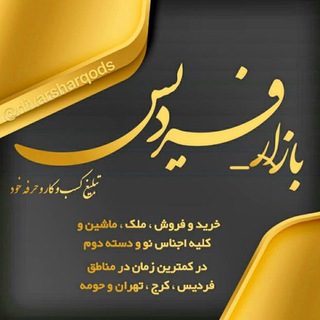 @divarsharqods
بازار_فردیس
تبلیغ کسب و کار و حرفه خود
خرید و فروش ، ملک ، ماشین و
کلیه اجناس نو و دسته دوم
در کمترین زمان در مناطق
فردیس ، کرج ، تهران و حومه